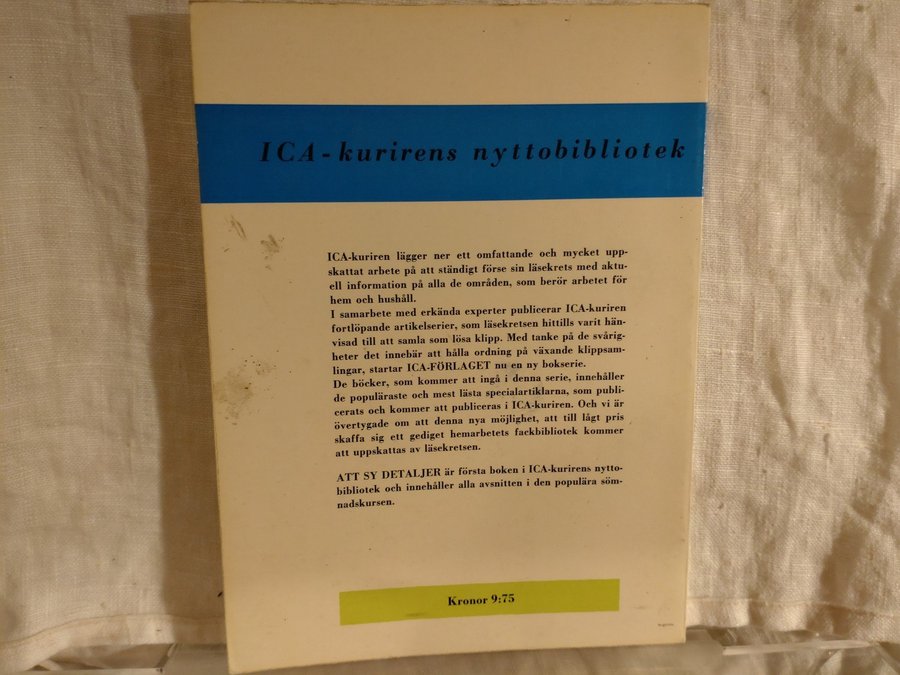 ICA-kurirens nyttobibliotek
ICA-kuriren lägger ner ett omfattande och mycket upp-
skattat arbete på att ständigt förse sin läsekrets med aktu-
ell information på alla de områden, som berör arbetet för
hem och hushåll.
I samarbete med erkända experter publicerar ICA-kuriren
fortlöpande artikelserier, som läsekretsen hittills varit hän-
visad till att samla som lösa klipp. Med tanke på de svårig-
heter det innebär att hålla ordning på växande klippsam-
lingar, startar ICA-FÖRLAGET nu en ny bokserie.
De böcker, som kommer att ingå i denna serie, innehåller
de populäraste och mest lästa specialartiklarna, som publi-
cerats och kommer att publiceras i ICA-kuriren. Och vi är
övertygade om att denna nya möjlighet, att till lågt pris
skaffa sig ett gediget hemarbetets fackbibliotek kommer
att uppskattas av läsekretsen.
ATT SY DETALJER är första boken i ICA-kurirens nytto-
bibliotek och innehåller alla avsnitten i den populära söm-
nadskursen.
Kronor 9:75